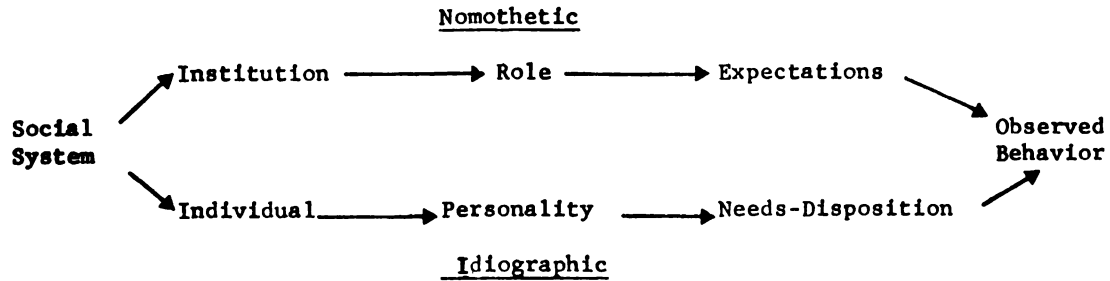 Nomothetic
Institution Role Expectations
Social
System
Observed
Behavior
Individual Personality Needs-Disposition
Idiographic